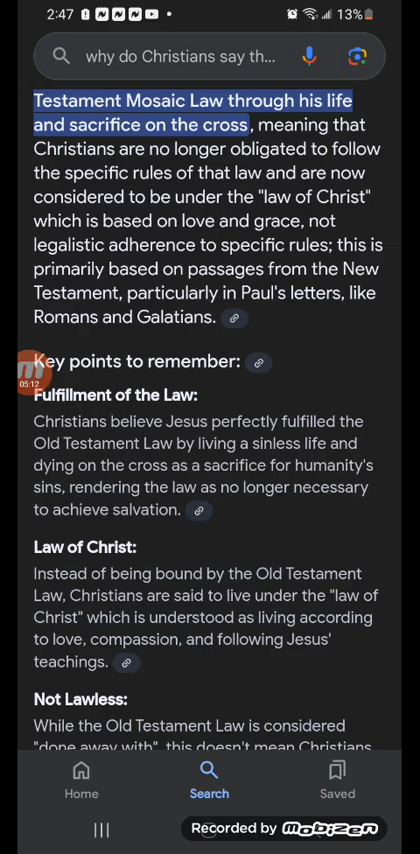 2:47
13%
why do Christians say th...
Testament Mosaic Law through his life
and sacrifice on the cross, meaning that
Christians are no longer obligated to follow
the specific rules of that law and are now
considered to be under the "law of Christ"
which is based on love and grace, not
legalistic adherence to specific rules; this is
primarily based on passages from the New
Testament, particularly in Paul's letters, like
Romans and Galatians.
Key points to remember:
05:12
Fulfillment of the Law:
Christians believe Jesus perfectly fulfilled the
Old Testament Law by living a sinless life and
dying on the cross as a sacrifice for humanity's
sins, rendering the law as no longer necessary
to achieve salvation.
Law of Christ:
Instead of being bound by the Old Testament
Law, Christians are said to live under the "law of
Christ" which is understood as living according
to love, compassion, and following Jesus'
teachings.
Not Lawless:
While the Old Testament Law is considered
"done away with", this doesn't mean Christians
Home
Search
Saved
Recorded by mobizen